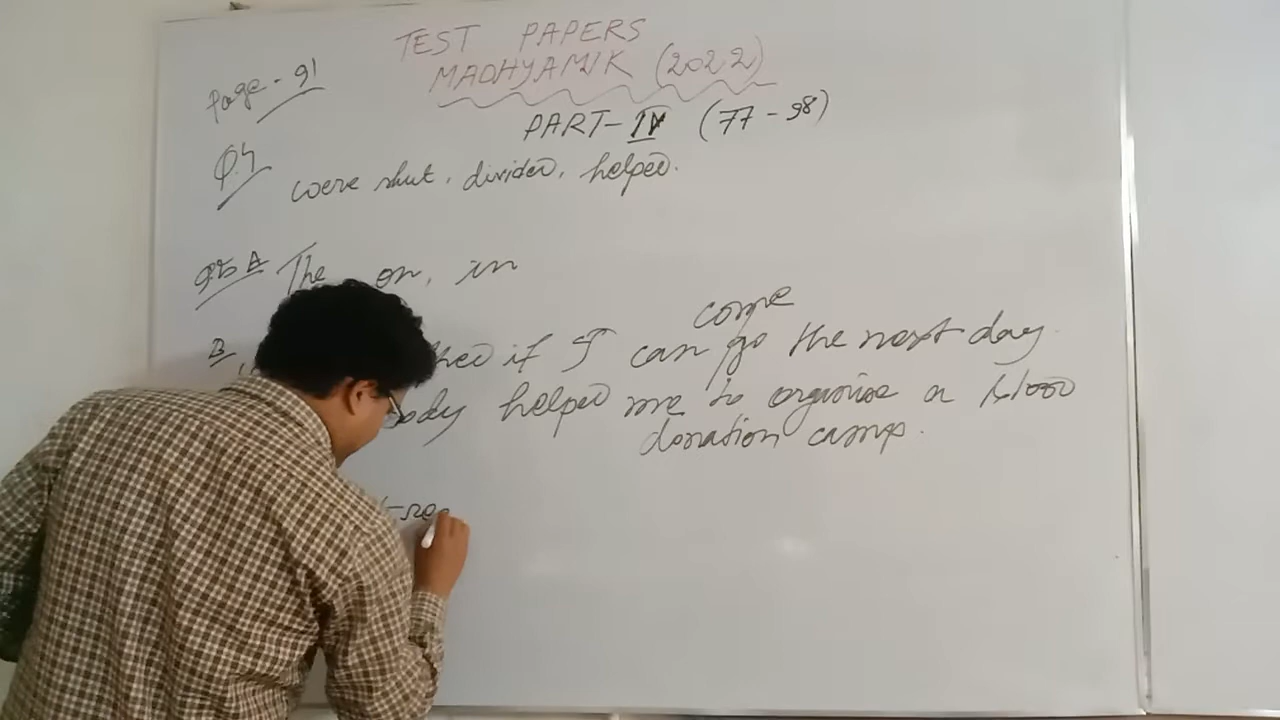 TEST PAPERS
MADHYAMIK (2022)
Page - 91
PART-IV (77 - 98)
Q.4
were shut, divided, helped.
A The on, in
come
B if I can go the next day
helped me to organise a blood
donation camp.